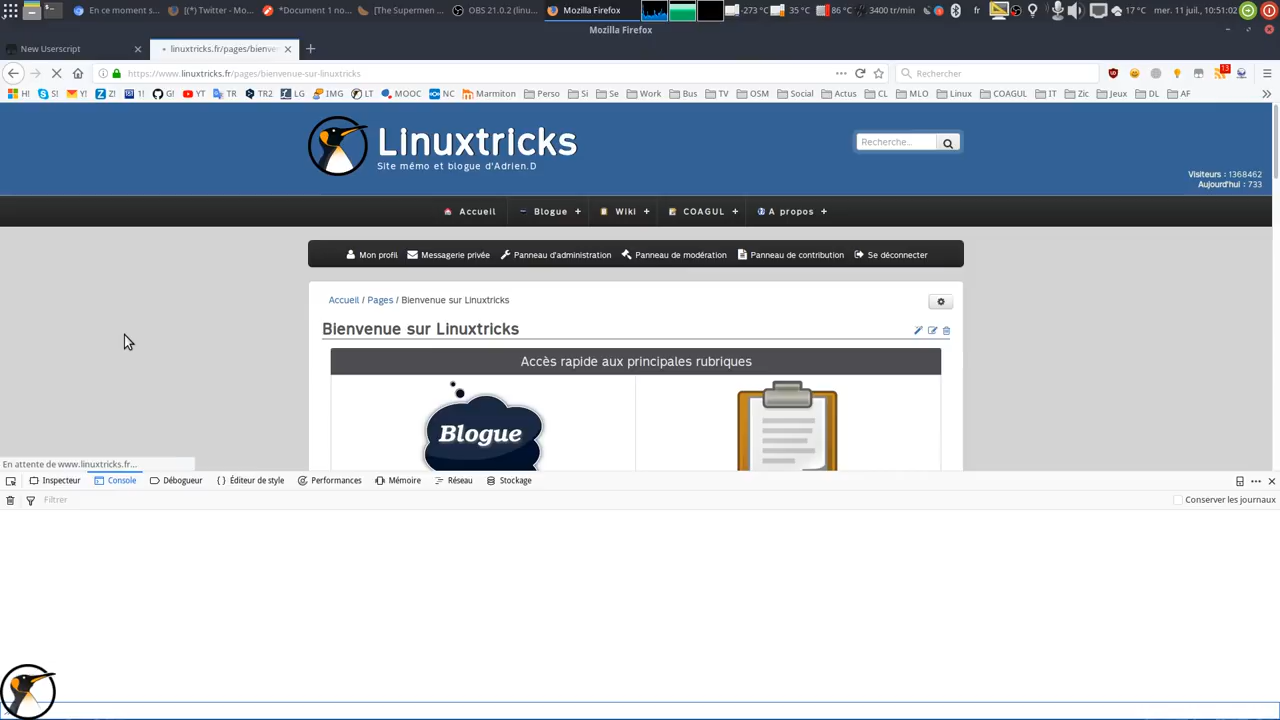 En ce moment s... [(*) Twitter - Mo... *Document 1 no... [The Supermen ... OBS 21.0.2 (linu... Mozilla Firefox -273 °C 35 °C 86 °C 3400 tr/min fr 17 °C mer. 11 juil., 10:51:02
Mozilla Firefox
New Userscript linuxtricks.fr/pages/bienve
https://www.linuxtricks.fr/pages/bienvenue-sur-linuxtricks Rechercher 13
H! S! Y! Z! 1! G! YT TR TR2 LG IMG LT MOOC NC Marmiton Perso Si Se Work Bus TV OSM Social Actus CL MLO Linux COAGUL IT Zic Jeux DL AF
Linuxtricks
Site mémo et blogue d'Adrien.D
Recherche...
Visiteurs : 1368462
Aujourd'hui : 733
Accueil Blogue + Wiki + COAGUL + A propos +
Mon profil Messagerie privée Panneau d'administration Panneau de modération Panneau de contribution Se déconnecter
Accueil / Pages / Bienvenue sur Linuxtricks
Bienvenue sur Linuxtricks
Accès rapide aux principales rubriques
Blogue
En attente de www.linuxtricks.fr...
Inspecteur Console Débogueur Éditeur de style Performances Mémoire Réseau Stockage
Filtrer Conserver les journaux